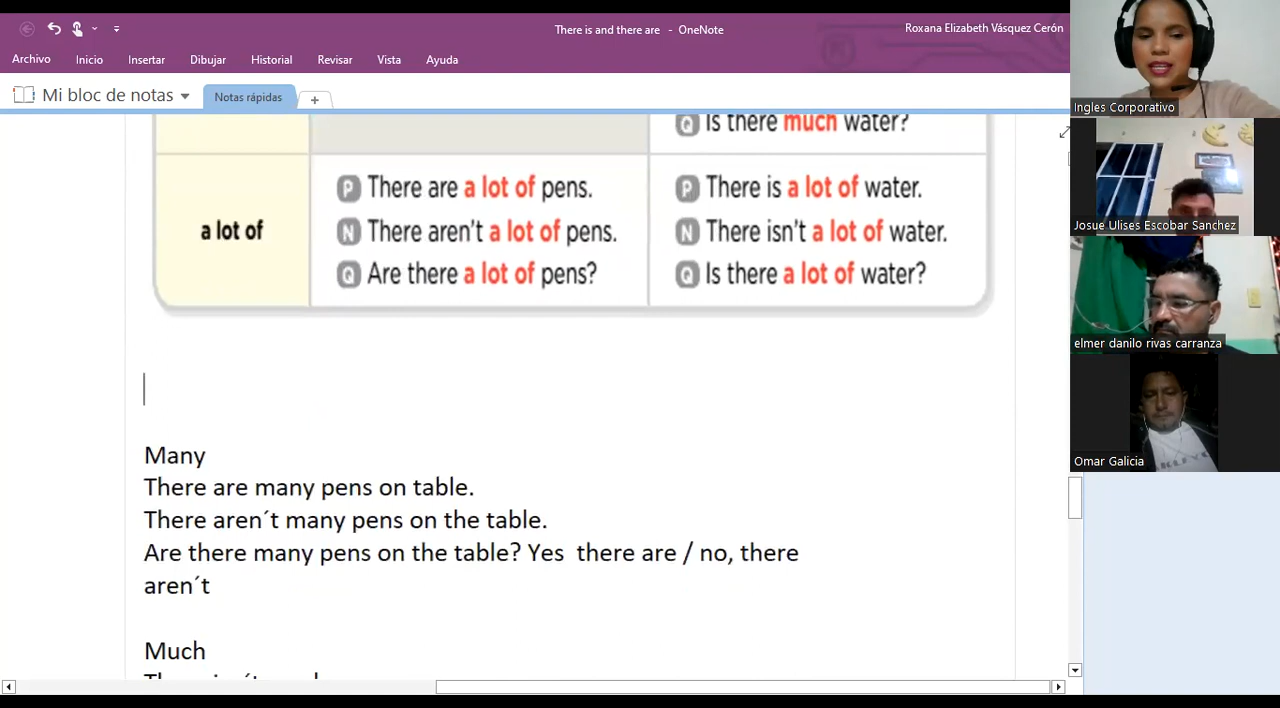 There is and there are - OneNote
Roxana Elizabeth Vásquez Cerón
Archivo Inicio Insertar Dibujar Historial Revisar Vista Ayuda
Mi bloc de notas Notas rápidas
Q Is there much water?
a lot of
P There are a lot of pens.
N There aren't a lot of pens.
Q Are there a lot of pens?
P There is a lot of water.
N There isn't a lot of water.
Q Is there a lot of water?
Many
There are many pens on table.
There aren´t many pens on the table.
Are there many pens on the table? Yes there are / no, there
aren´t
Much
Ingles Corporativo
Josue Ulises Escobar Sanchez
elmer danilo rivas carranza
Omar Galicia